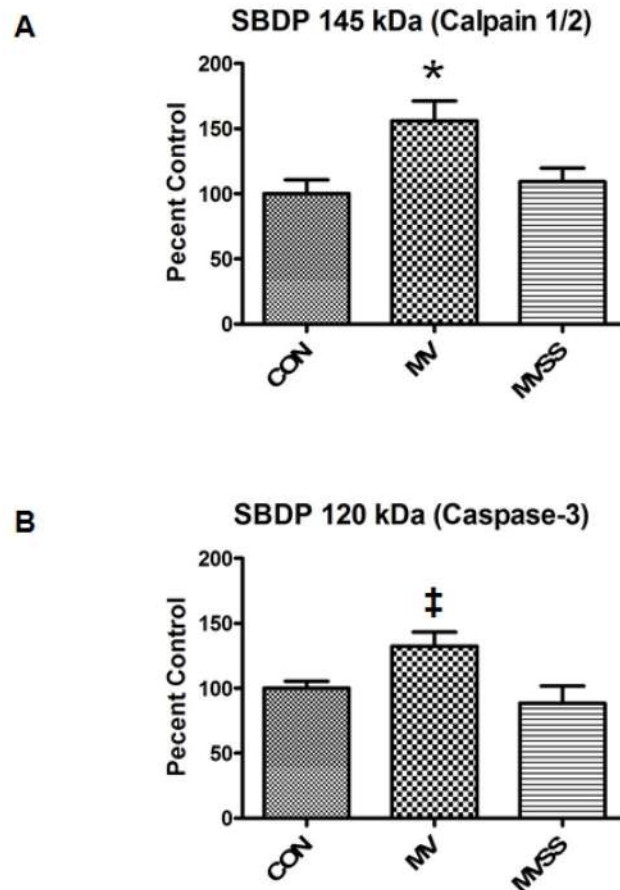 A
SBDP 145 kDa (Calpain 1/2)
Pecent Control
200
150
100
50
0
*
CON
MV
MVSS
B
SBDP 120 kDa (Caspase-3)
Pecent Control
200
150
100
50
0
‡
CON
MV
MVSS